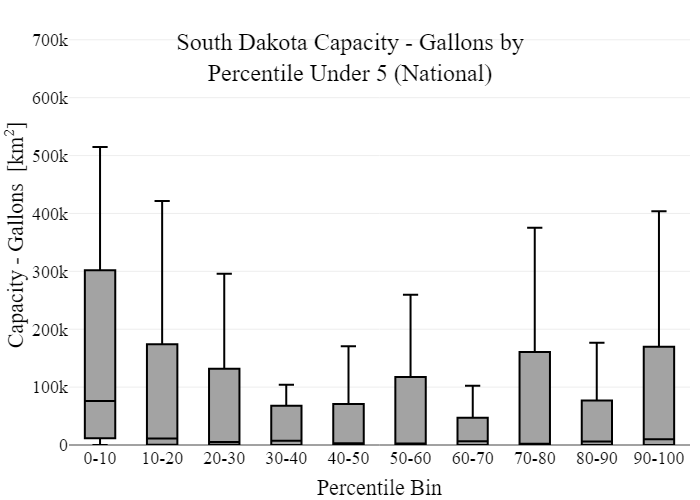 South Dakota Capacity - Gallons by
Percentile Under 5 (National)
Capacity - Gallons [km²]
700k
600k
500k
400k
300k
200k
100k
0
0-10 10-20 20-30 30-40 40-50 50-60 60-70 70-80 80-90 90-100
Percentile Bin